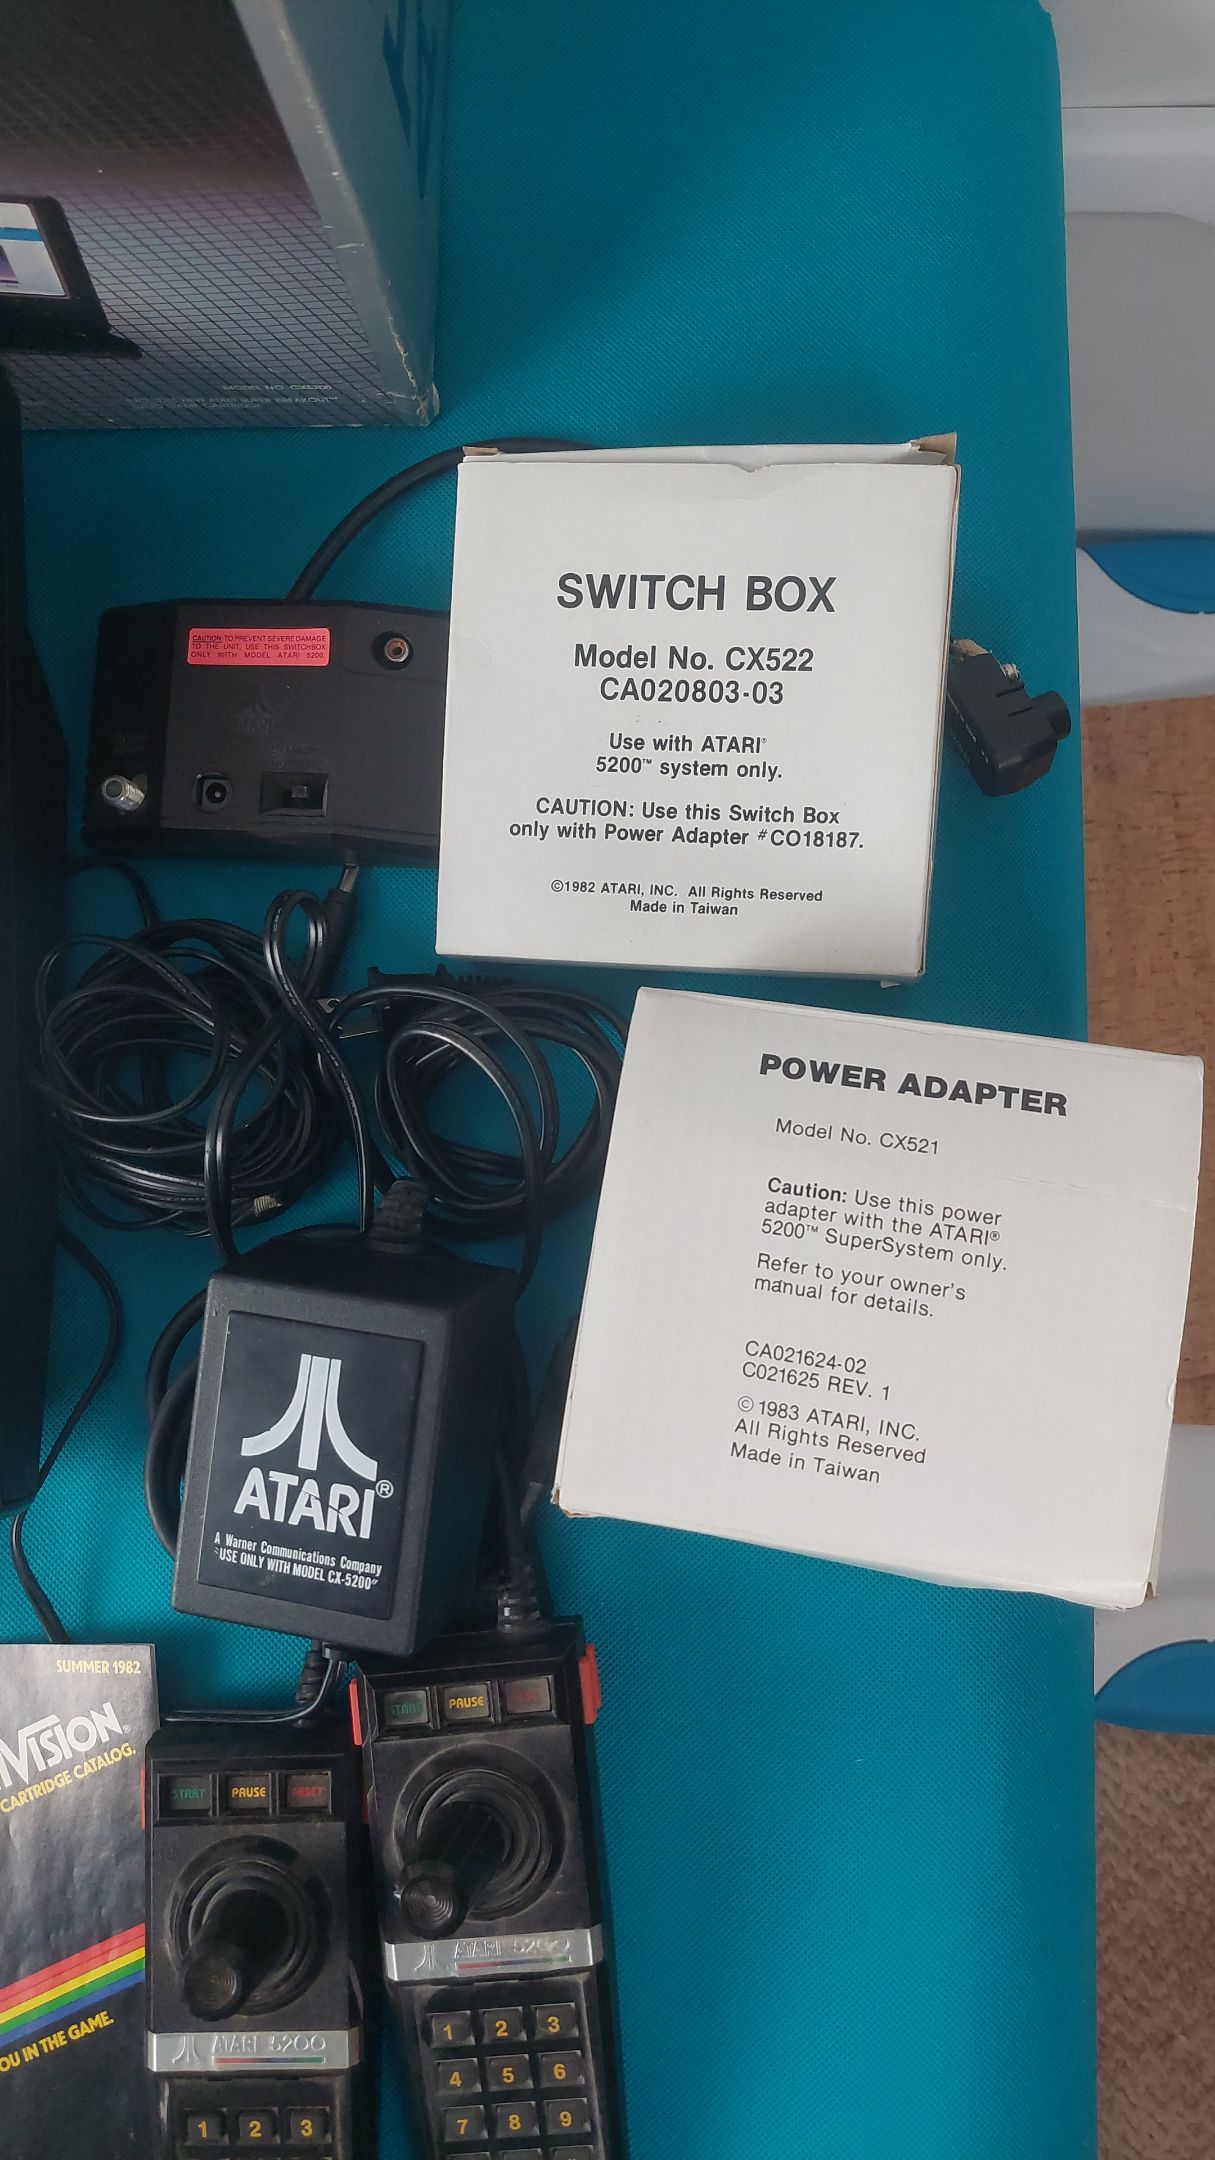 MODEL NO. CX5200
CAUTION: TO PREVENT SEVERE DAMAGE
TO THE UNIT, USE THIS SWITCHBOX
ONLY WITH MODEL ATARI 5200
ATARI
SWITCH BOX
Model No. CX522
CA020803-03
Use with ATARI®
5200™ system only.
CAUTION: Use this Switch Box
only with Power Adapter #CO18187.
©1982 ATARI, INC. All Rights Reserved
Made in Taiwan
POWER ADAPTER
Model No. CX521
Caution: Use this power
adapter with the ATARI®
5200™ SuperSystem only.
Refer to your owner's
manual for details.
CA021624-02
C021625 REV. 1
©1983 ATARI, INC.
All Rights Reserved
Made in Taiwan
ATARI®
A Warner Communications Company
"USE ONLY WITH MODEL CX-5200"
SUMMER 1982
VISION®
CARTRIDGE CATALOG.
OU IN THE GAME.
START PAUSE RESET
ATARI 5200
1 2 3
START PAUSE RESET
ATARI 5200
1 2 3
4 5 6
7 8 9